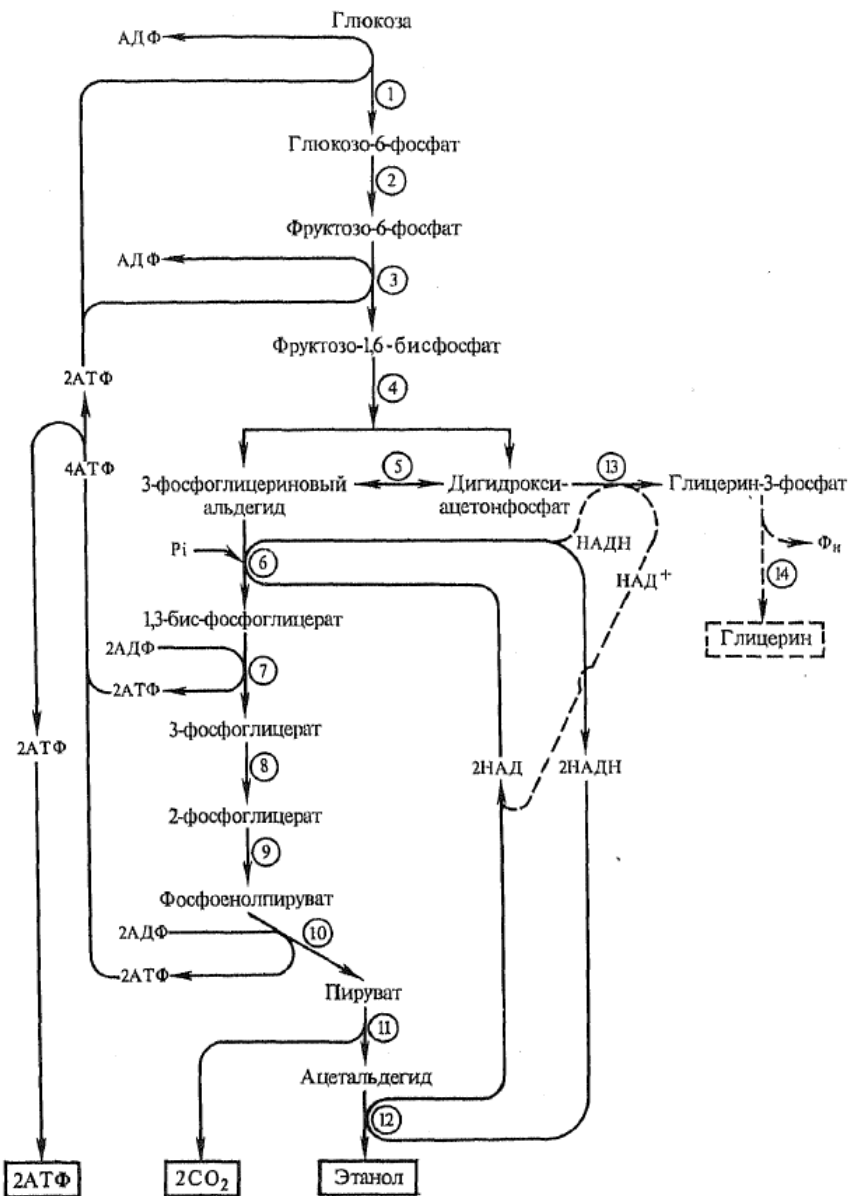 Глюкоза
АДФ
1
Глюкозо-6-фосфат
2
Фруктозо-6-фосфат
АДФ
3
Фруктозо-1,6-бисфосфат
2АТФ
4
4АТФ
3-фосфоглицериновый
альдегид
5
Дигидрокси-
ацетонфосфат
13
Глицерин-3-фосфат
Pi
6
НАДН
НАД+
Фн
14
Глицерин
1,3-бис-фосфоглицерат
2АДФ
7
2АТФ
3-фосфоглицерат
2АТФ
8
2НАД
2НАДН
2-фосфоглицерат
9
Фосфоенолпируват
2АДФ
10
2АТФ
Пируват
11
Ацетальдегид
12
2АТФ
2CO2
Этанол